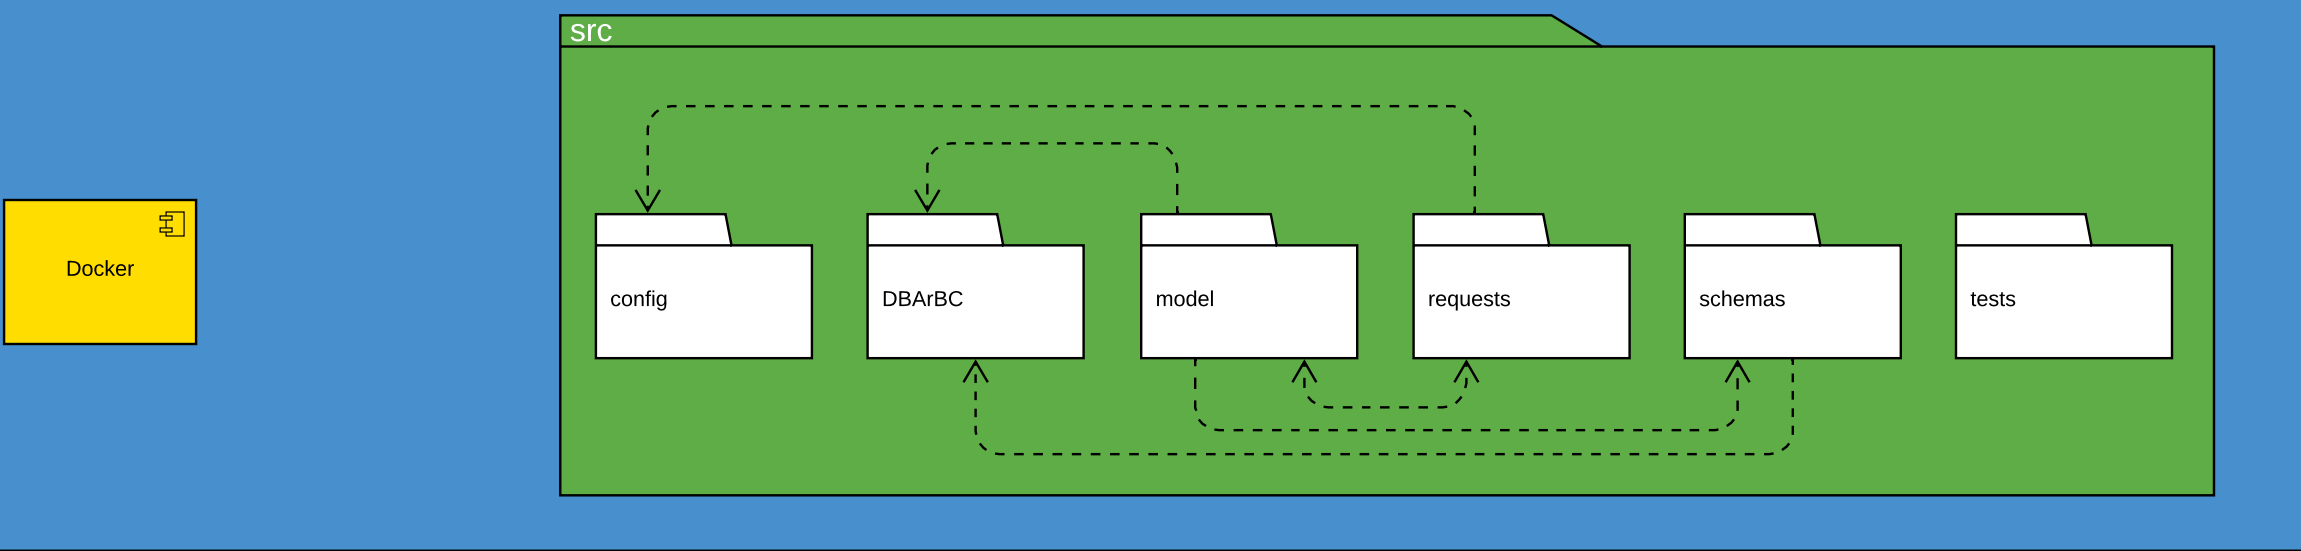 src
Docker
config
DBArBC
model
requests
schemas
tests